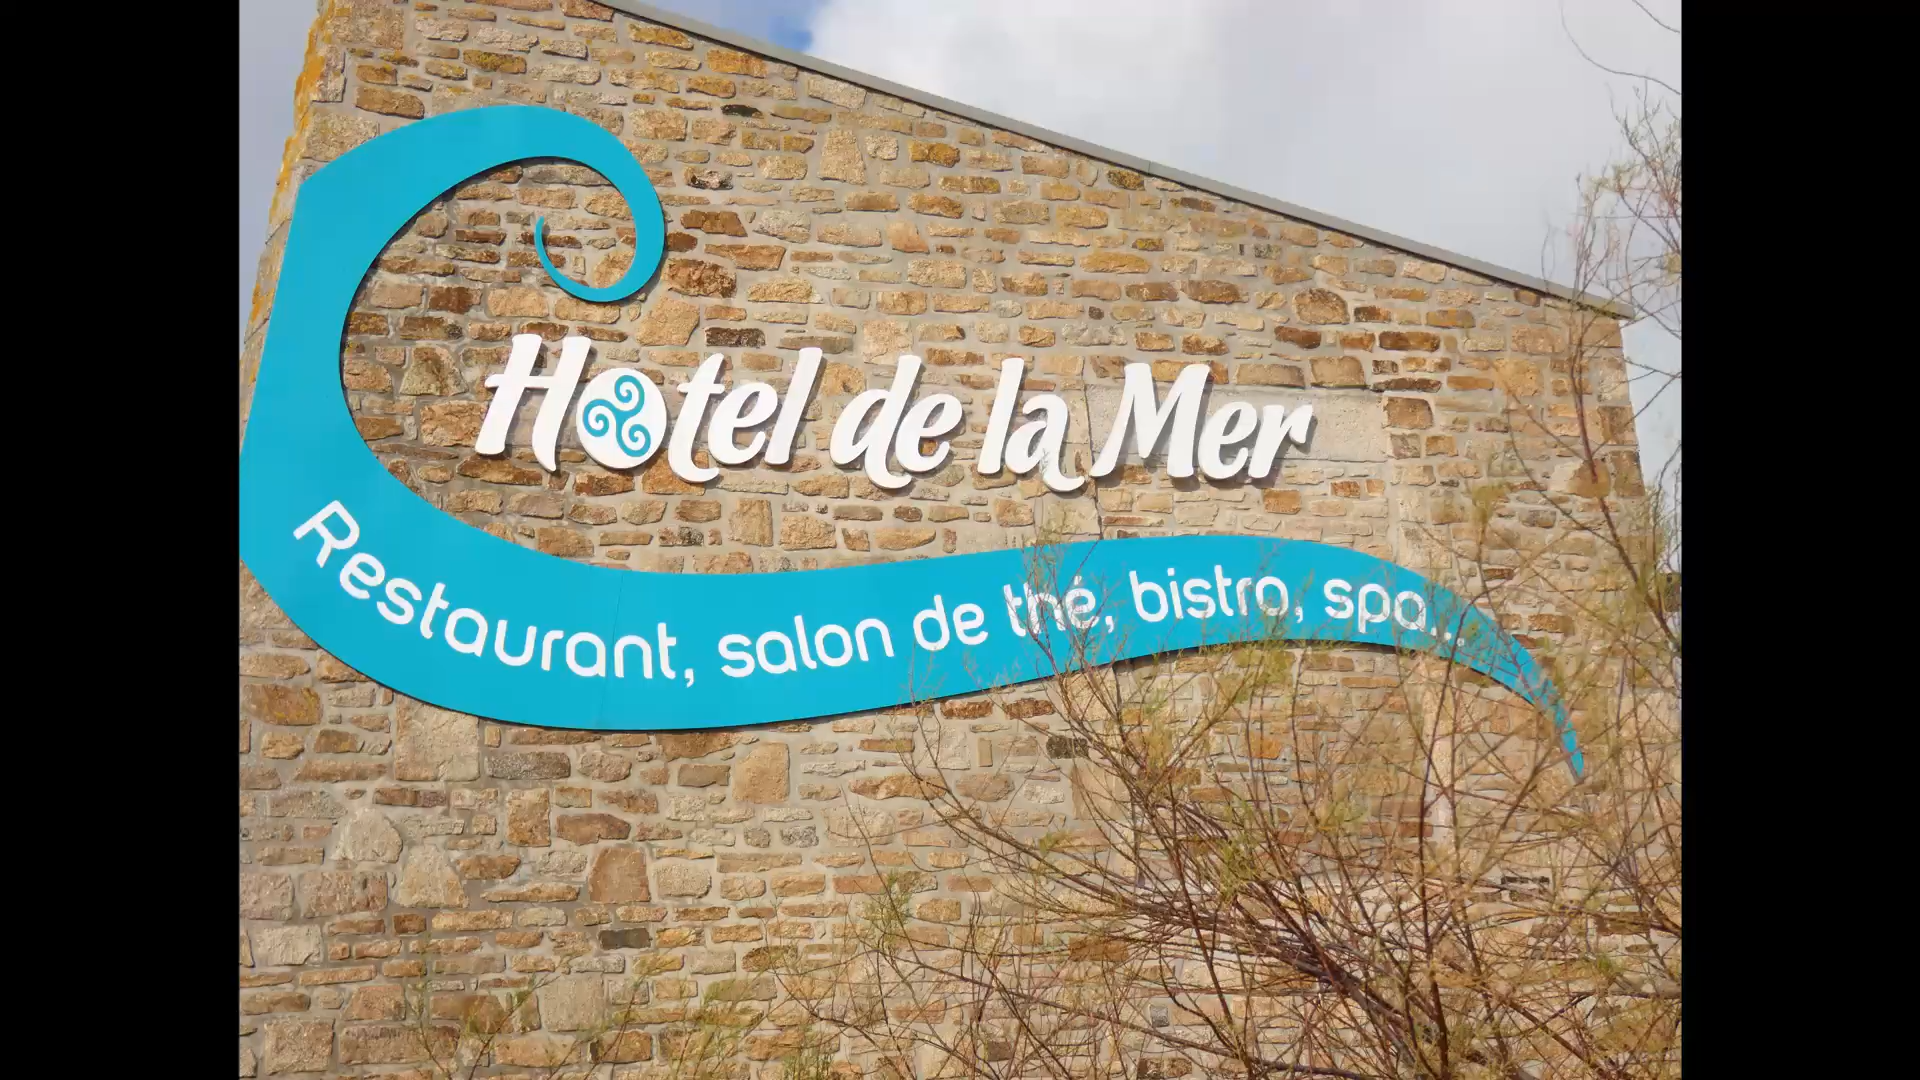 Hotel de la Mer
Restaurant, salon de thé, bistro, spa...